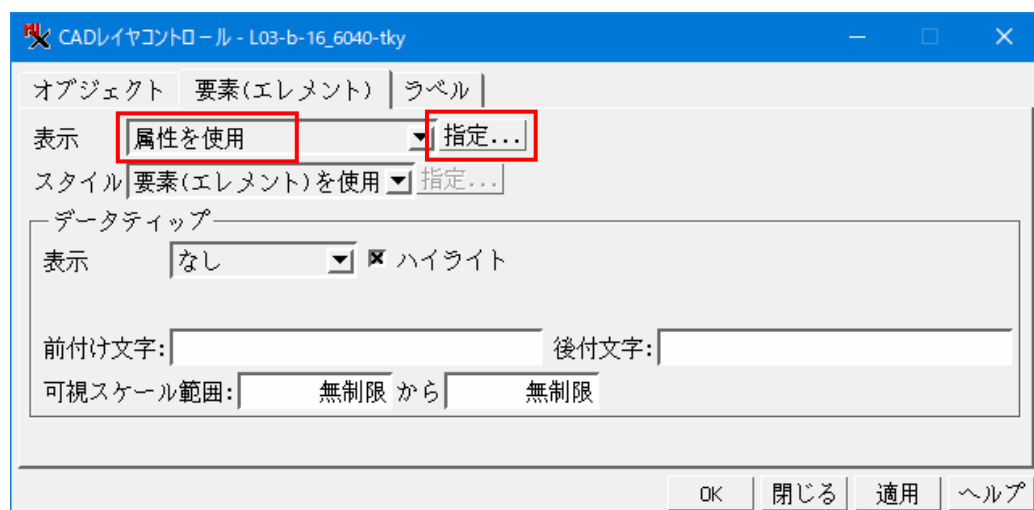 CADレイヤコントロール - L03-b-16_6040-tky
オブジェクト 要素(エレメント) ラベル
表示 属性を使用 指定...
スタイル 要素(エレメント)を使用 指定...
データティップ
表示 なし ハイライト
前付け文字: 後付文字:
可視スケール範囲: 無制限 から 無制限
OK 閉じる 適用 ヘルプ